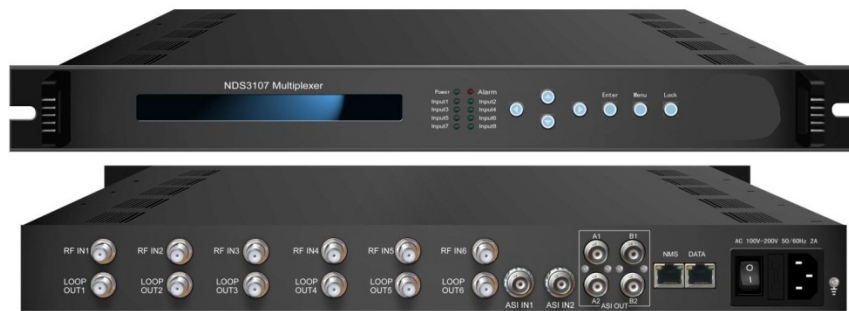 NDS3107 Multiplexer
Power Alarm
Input1 Input2
Input3 Input4
Input5 Input6
Input7 Input8
Enter Menu Lock
RF IN1 RF IN2 RF IN3 RF IN4 RF IN5 RF IN6
LOOP OUT1 LOOP OUT2 LOOP OUT3 LOOP OUT4 LOOP OUT5 LOOP OUT6
ASI IN1 ASI IN2
A1 B1
A2 B2
ASI OUT
NMS DATA
AC 100V-200V 50/60Hz 2A